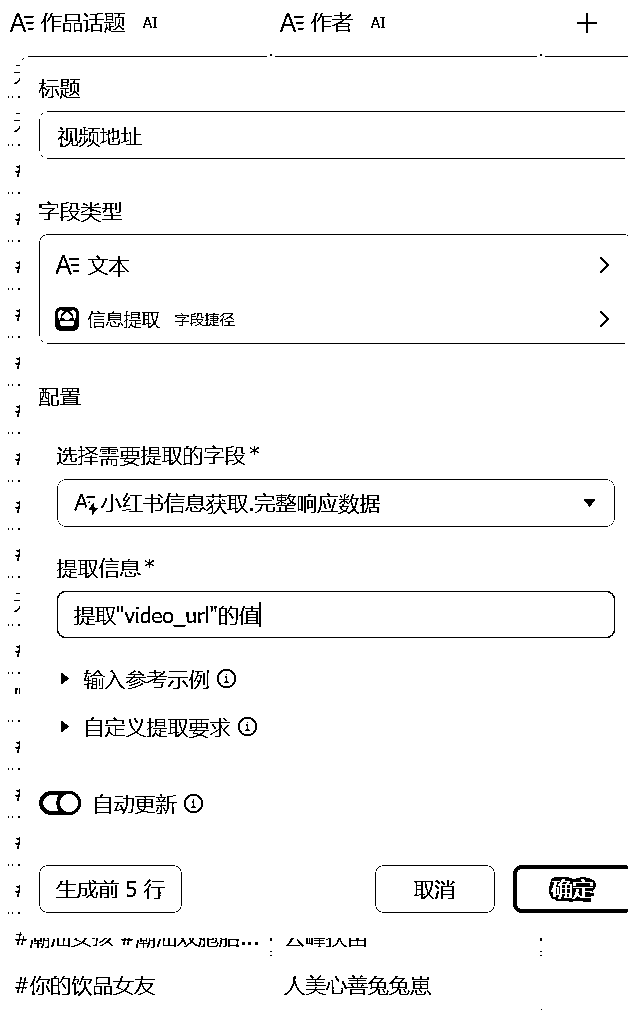 作品话题 AI 作者 AI
标题
视频地址
字段类型
文本
信息提取 字段捷径
配置
选择需要提取的字段*
小红书信息获取.完整响应数据
提取信息*
提取"video_url"的值
输入参考示例
自定义提取要求
自动更新
生成前 5 行 取消 确定
#你的饮品女友 人美心善兔兔崽